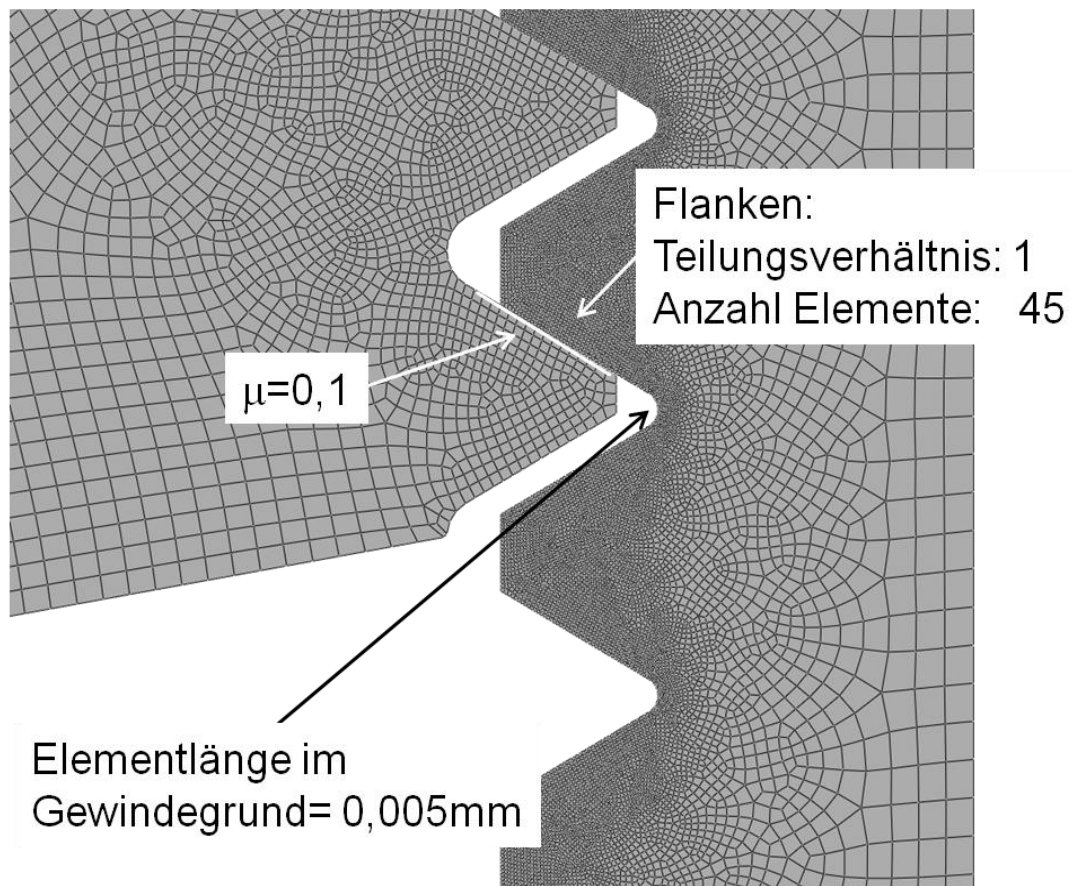 Flanken:
Teilungsverhältnis: 1
Anzahl Elemente: 45
μ=0,1
Elementlänge im
Gewindegrund= 0,005mm